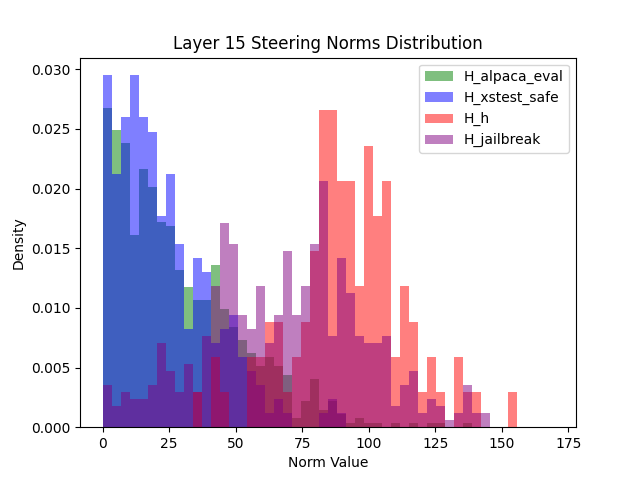 Layer 15 Steering Norms Distribution
H_alpaca_eval
H_xstest_safe
H_h
H_jailbreak
Density
0.030
0.025
0.020
0.015
0.010
0.005
0.000
0 25 50 75 100 125 150 175
Norm Value